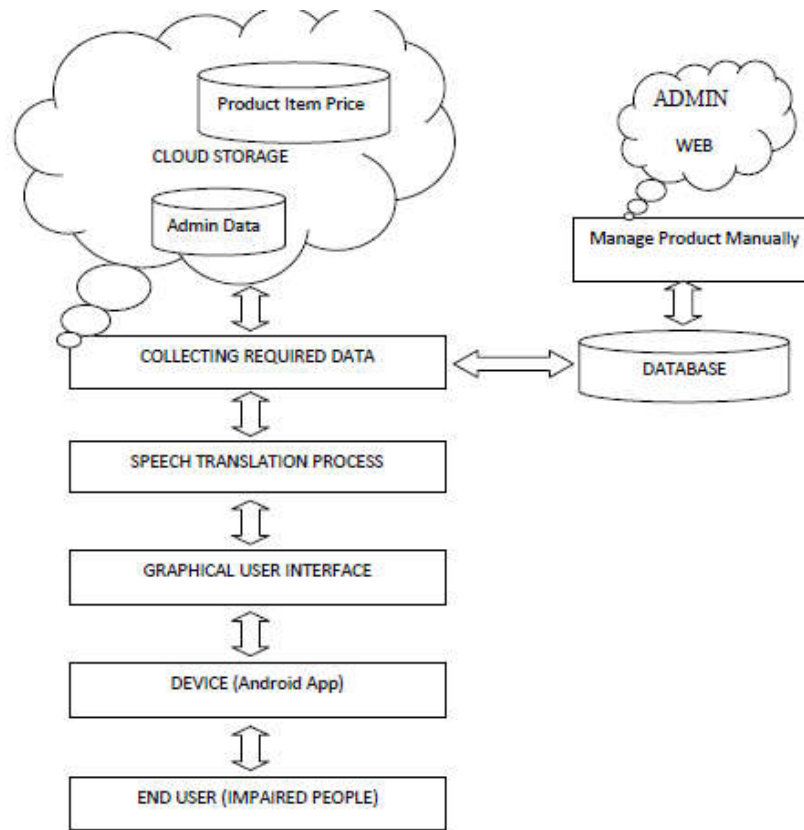 Product Item Price
CLOUD STORAGE
Admin Data
ADMIN
WEB
Manage Product Manually
COLLECTING REQUIRED DATA
DATABASE
SPEECH TRANSLATION PROCESS
GRAPHICAL USER INTERFACE
DEVICE (Android App)
END USER (IMPAIRED PEOPLE)